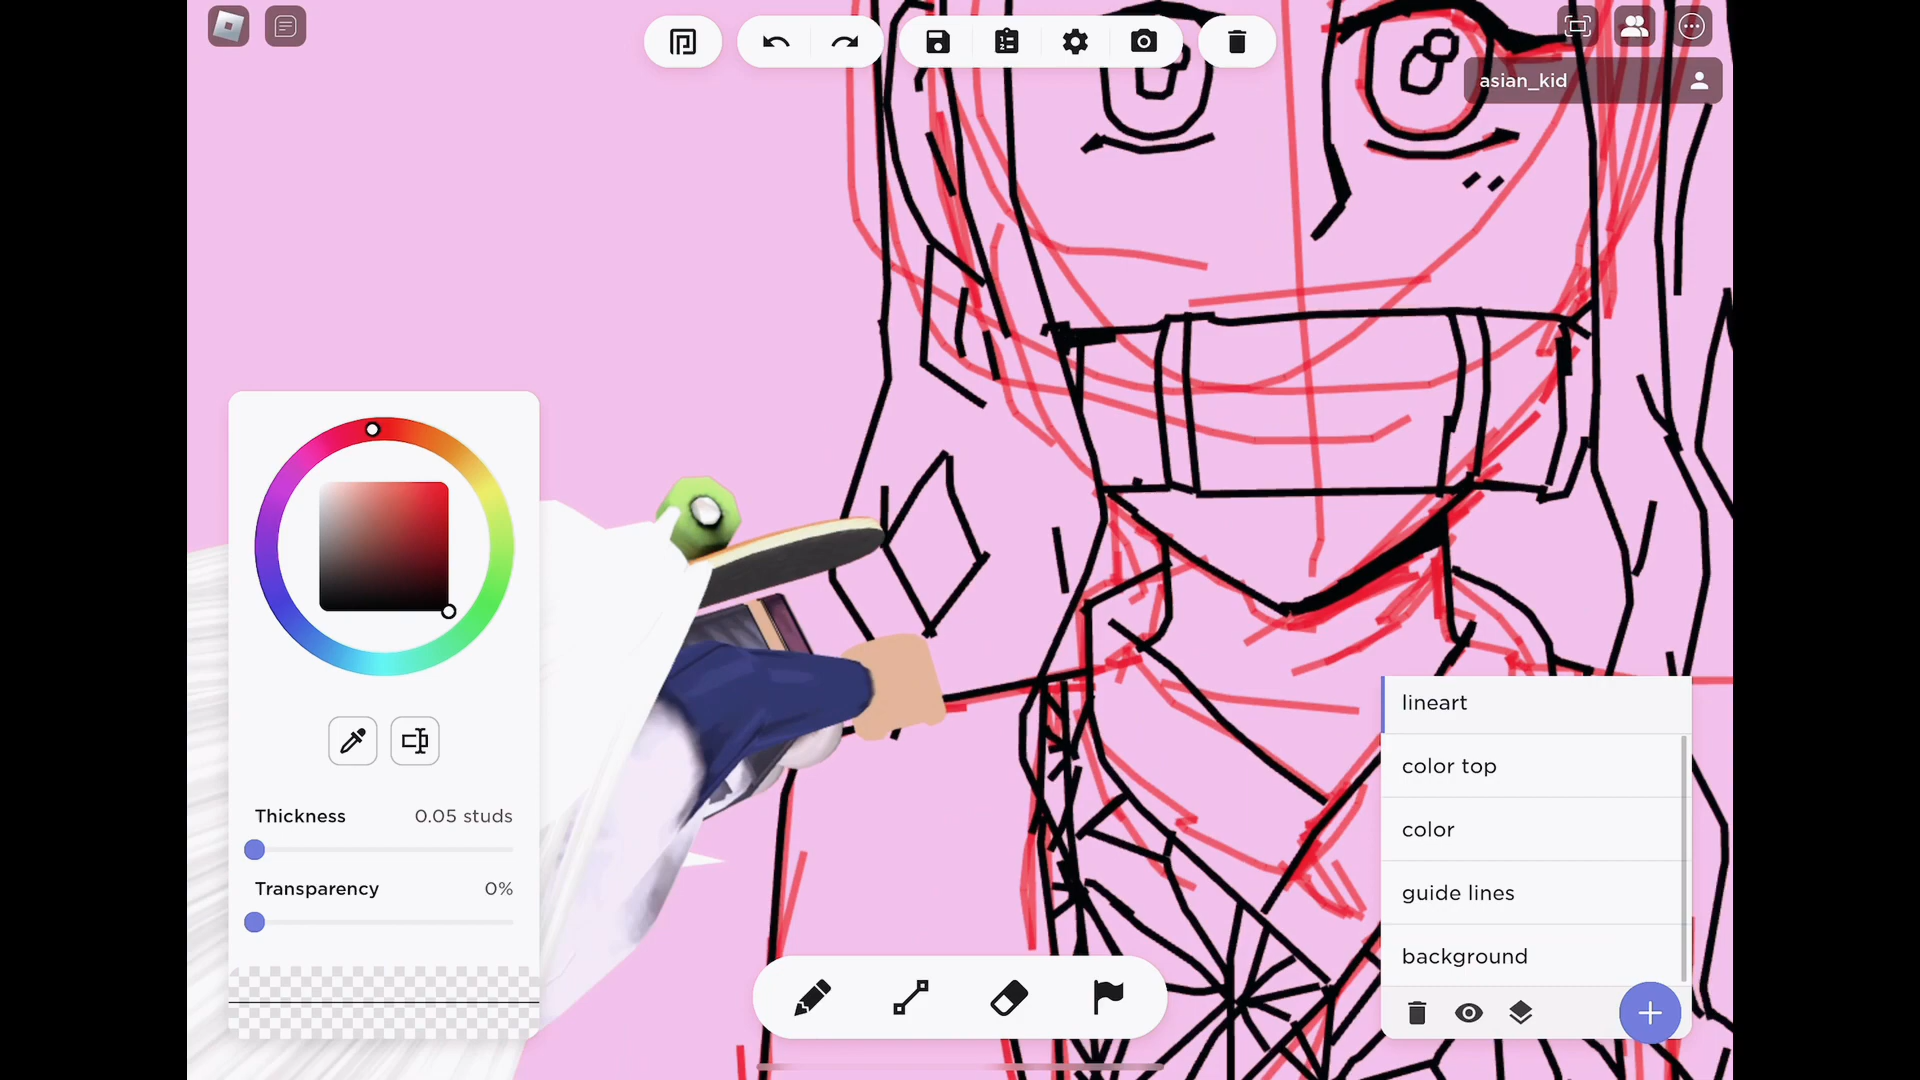 asian_kid
Thickness 0.05 studs
Transparency 0%
lineart
color top
color
guide lines
background